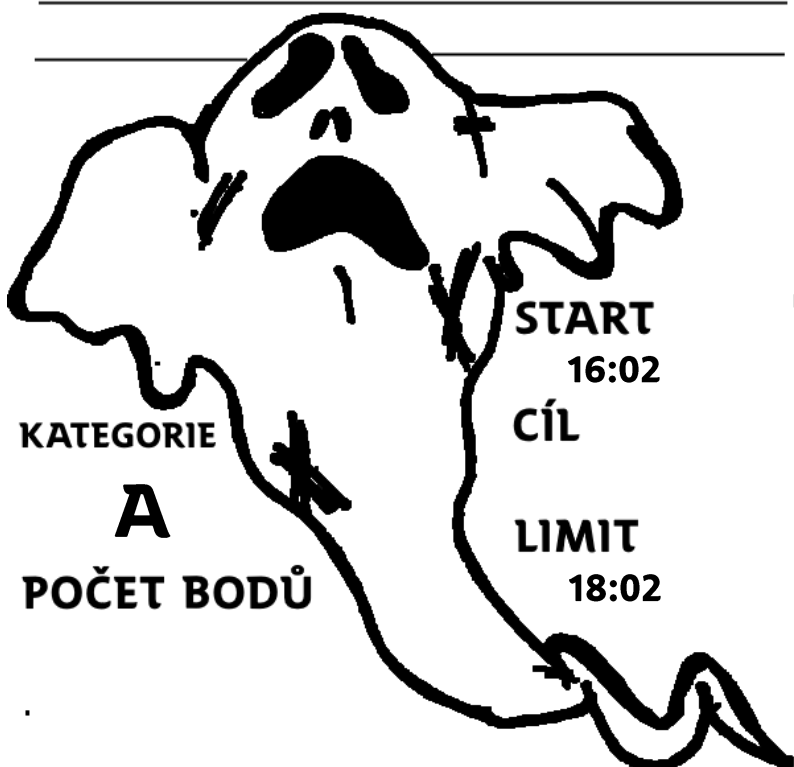 START
16:02
CÍL
KATEGORIE
A
LIMIT
18:02
POČET BODŮ